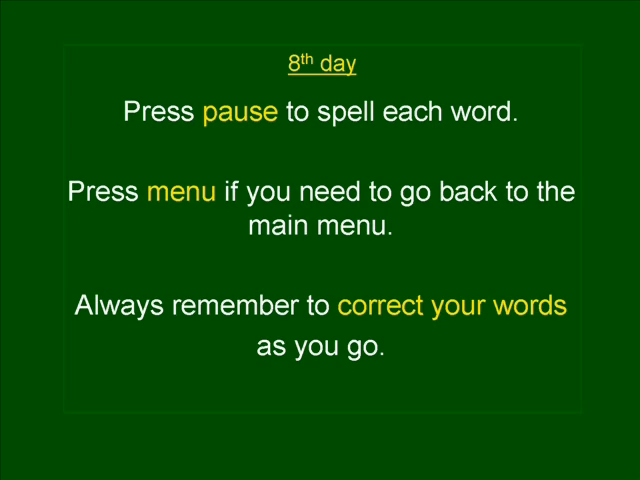 8th day
Press pause to spell each word.
Press menu if you need to go back to the
main menu.
Always remember to correct your words
as you go.